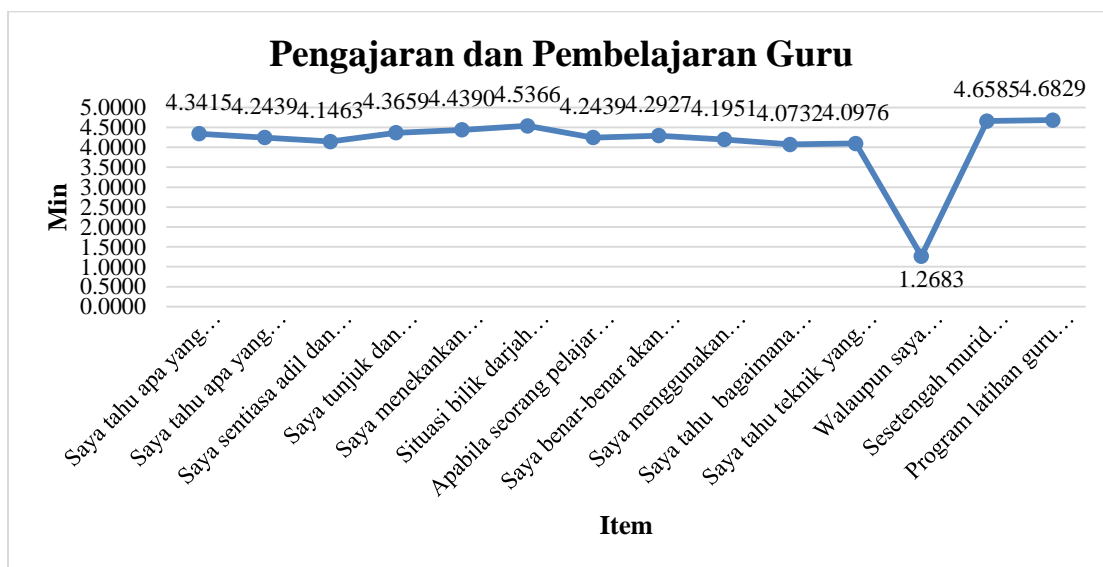 Pengajaran dan Pembelajaran Guru
4.3415 4.2439 4.1463 4.3659 4.4390 4.5366 4.2439 4.2927 4.1951 4.0732 4.0976 1.2683 4.6585 4.6829
5.0000
4.5000
4.0000
3.5000
3.0000
2.5000
2.0000
1.5000
1.0000
0.5000
0.0000
Min
Saya tahu apa yang…
Saya tahu apa yang…
Saya sentiasa adil dan…
Saya tunjuk dan…
Saya menekankan…
Situasi bilik darjah…
Apabila seorang pelajar…
Saya benar-benar akan…
Saya menggunakan…
Saya tahu bagaimana…
Saya tahu teknik yang…
Walaupun saya…
Sesetengah murid…
Program latihan guru…
Item